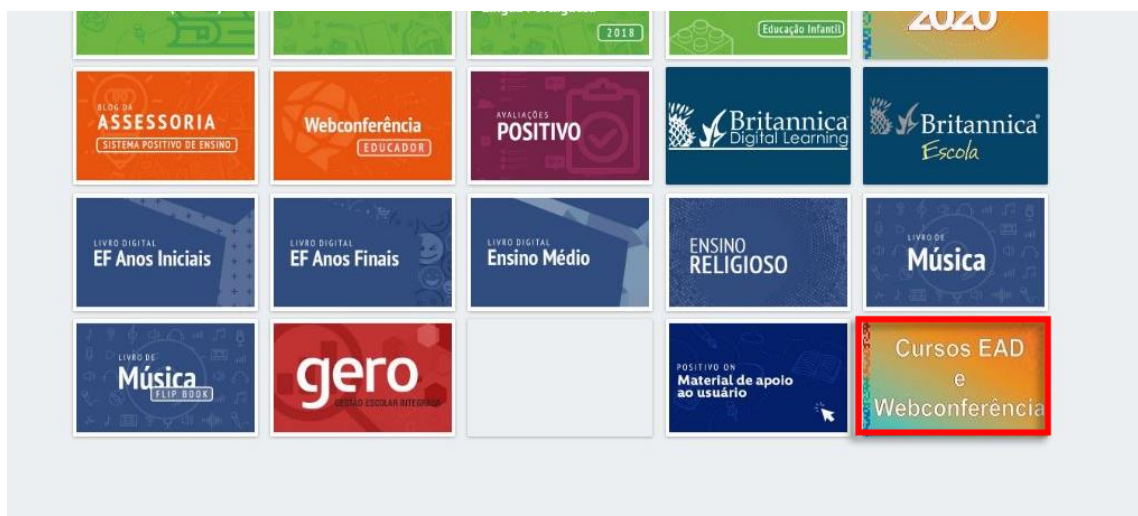 2018
Educação Infantil
2020
BLOG DA
ASSESSORIA
SISTEMA POSITIVO DE ENSINO
Webconferência
EDUCADOR
AVALIAÇÕES
POSITIVO
Britannica
Digital Learning
Britannica®
Escola
LIVRO DIGITAL
EF Anos Iniciais
LIVRO DIGITAL
EF Anos Finais
LIVRO DIGITAL
Ensino Médio
ENSINO
RELIGIOSO
LIVRO DE
Música
LIVRO DE
Música
FLIP BOOK
gero
GESTÃO ESCOLAR INTEGRADA
POSITIVO ON
Material de apoio
ao usuário
Cursos EAD
e
Webconferência